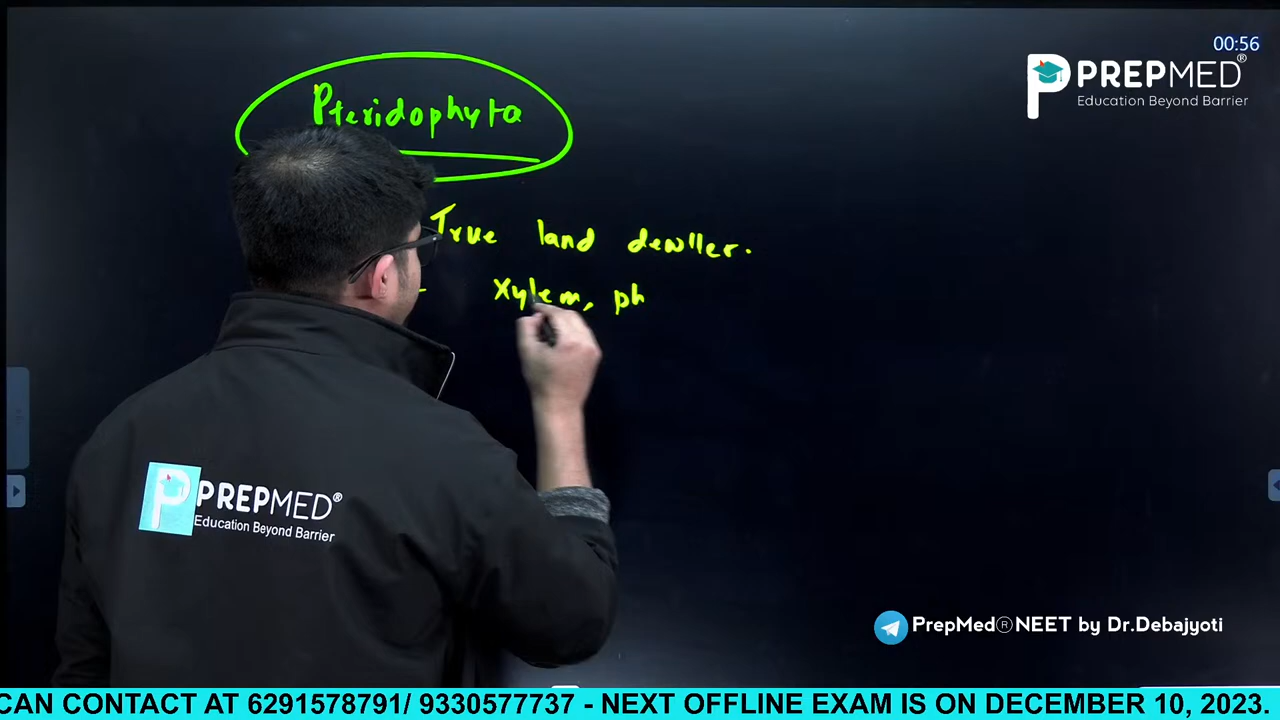 00:56
PREPMED®
Education Beyond Barrier
Pteridophyta
True land dewller.
- Xylem, ph
PREPMED®
Education Beyond Barrier
PrepMed®NEET by Dr.Debajyoti
CAN CONTACT AT 6291578791/ 9330577737 - NEXT OFFLINE EXAM IS ON DECEMBER 10, 2023.